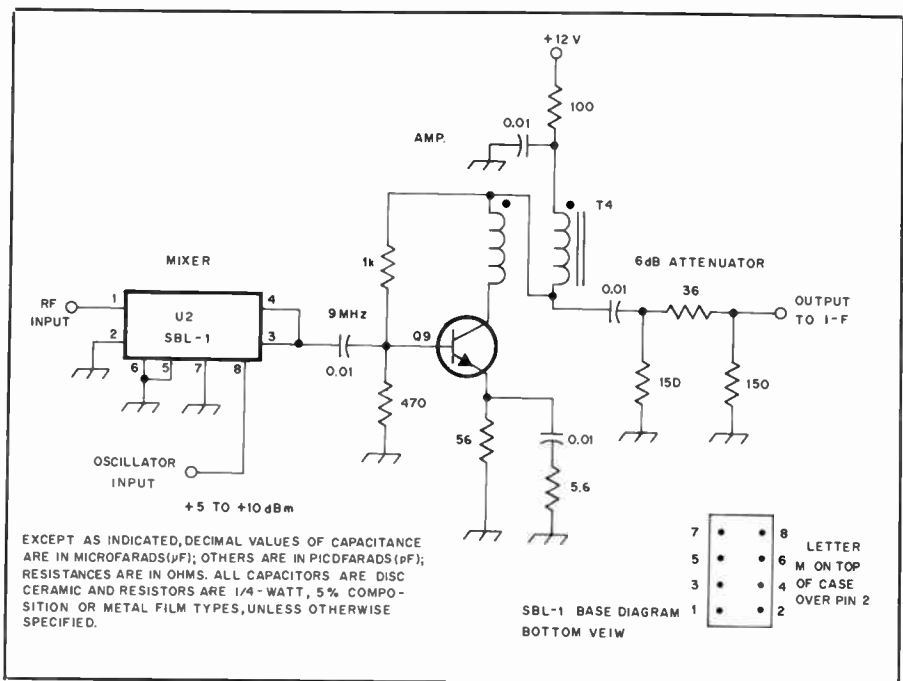 +12 V
100
0.01
AMP.
T4
1k
MIXER
6dB ATTENUATOR
RF
INPUT
1
2
U2
SBL-1
4
3
6
5
7
8
9MHz
0.01
Q9
0.01
36
OUTPUT
TO I-F
470
15D
150
56
0.01
5.6
OSCILLATOR
INPUT
+5 TO +10 dBm
EXCEPT AS INDICATED, DECIMAL VALUES OF CAPACITANCE
ARE IN MICROFARADS(µF); OTHERS ARE IN PICDFARADS(pF);
RESISTANCES ARE IN OHMS. ALL CAPACITORS ARE DISC
CERAMIC AND RESISTORS ARE 1/4-WATT, 5% COMPO-
SITION OR METAL FILM TYPES, UNLESS OTHERWISE
SPECIFIED.
7
8
5
6
3
4
1
2
LETTER
M ON TOP
OF CASE
OVER PIN 2
SBL-1 BASE DIAGRAM
BOTTOM VEIW